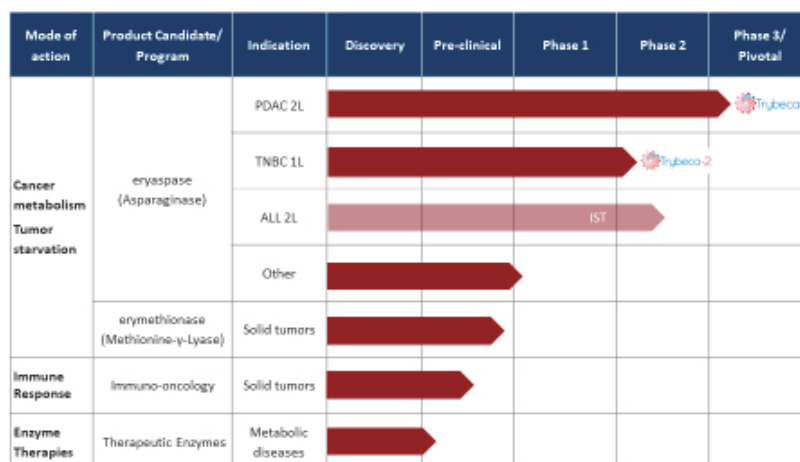 Mode of
action
Product Candidate/
Program
Indication
Discovery
Pre-clinical
Phase 1
Phase 2
Phase 3/
Pivotal
Cancer
metabolism
Tumor
starvation
eryaspase
(Asparaginase)
PDAC 2L
Trybeca
TNBC 1L
Trybeca-2
ALL 2L
IST
Other
erymethionase
(Methionine-γ-Lyase)
Solid tumors
Immune
Response
Immuno-oncology
Solid tumors
Enzyme
Therapies
Therapeutic Enzymes
Metabolic
diseases